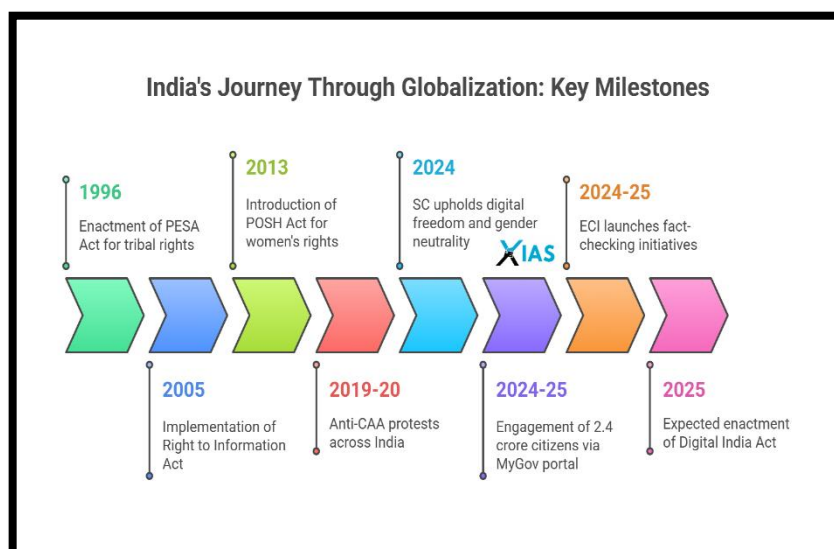 India's Journey Through Globalization: Key Milestones
1996
Enactment of PESA
Act for tribal rights
2005
Implementation of
Right to Information
Act
2013
Introduction of
POSH Act for
women's rights
2019-20
Anti-CAA protests
across India
2024
SC upholds digital
freedom and gender
neutrality
XIAS
2024-25
Engagement of 2.4
crore citizens via
MyGov portal
2024-25
ECI launches fact-
checking initiatives
2025
Expected enactment
of Digital India Act